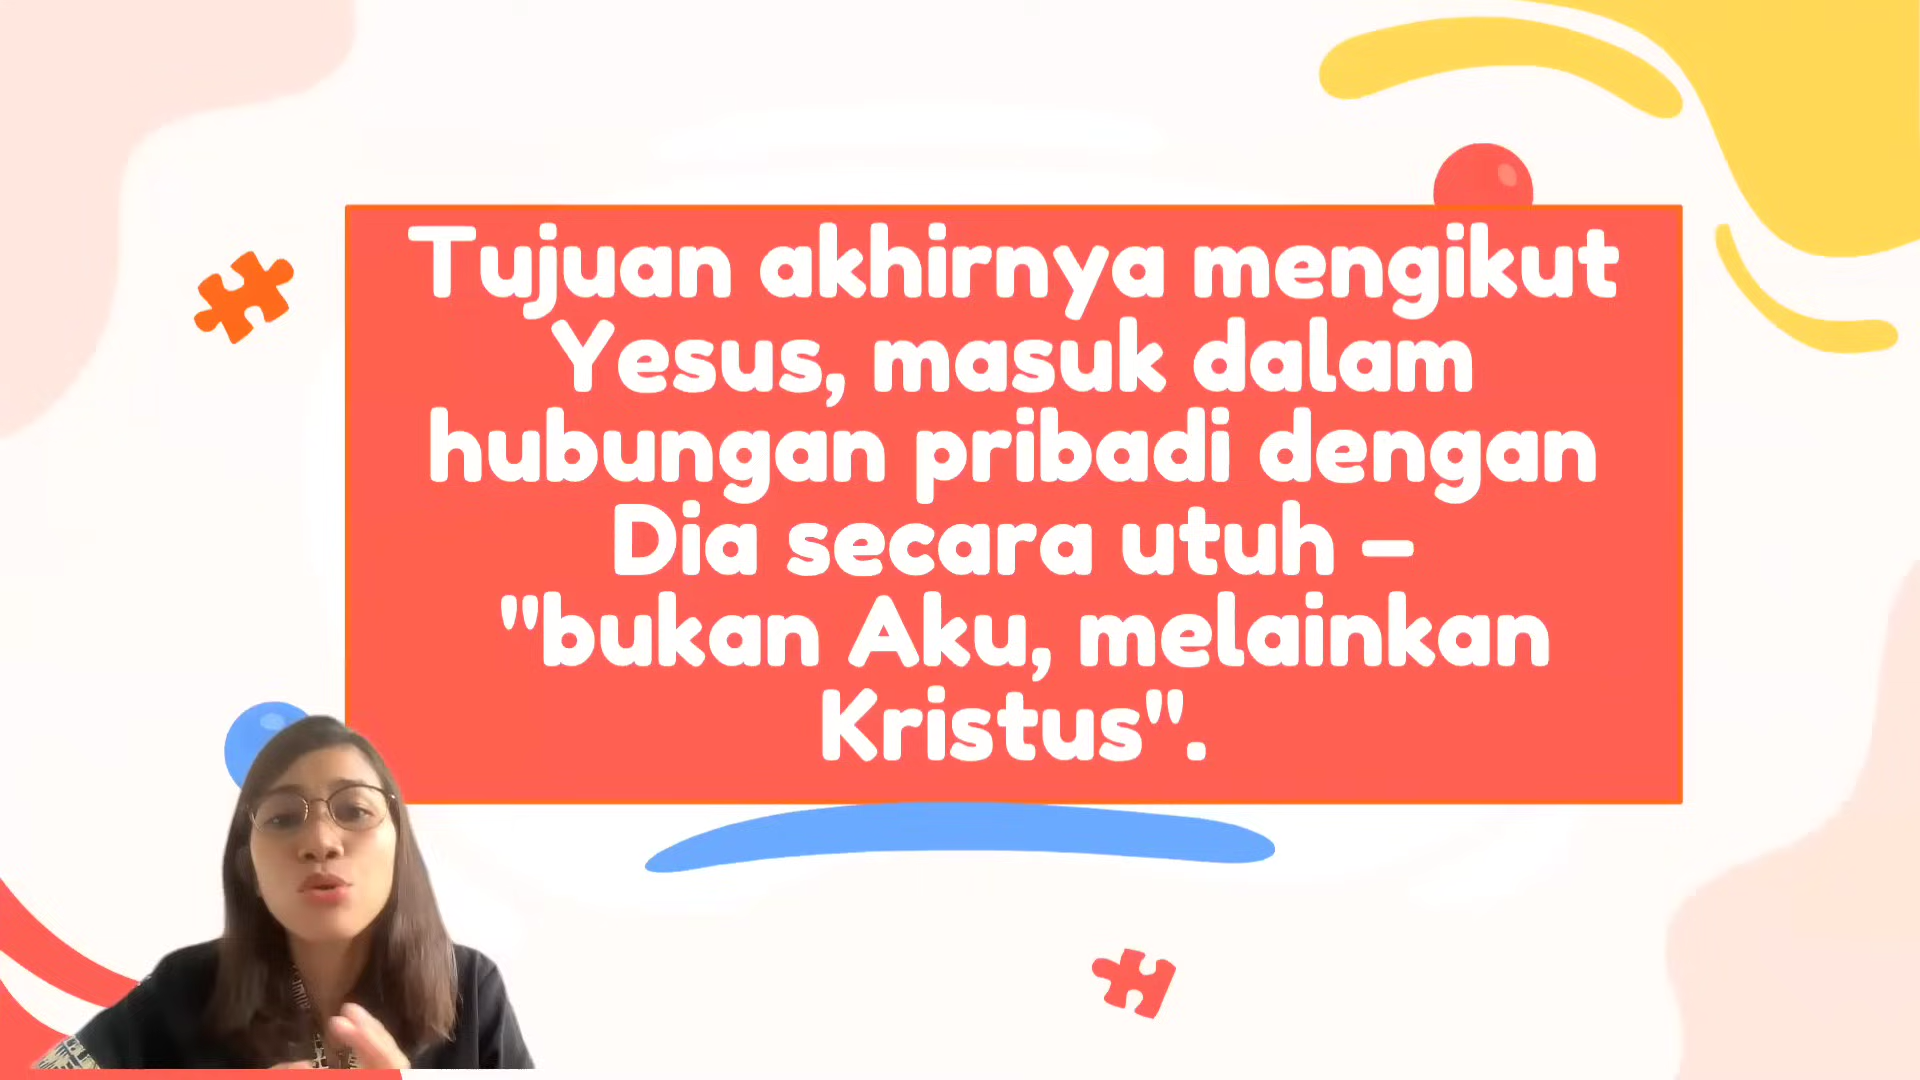 Tujuan akhirnya mengikut
Yesus, masuk dalam
hubungan pribadi dengan
Dia secara utuh –
"bukan Aku, melainkan
Kristus".